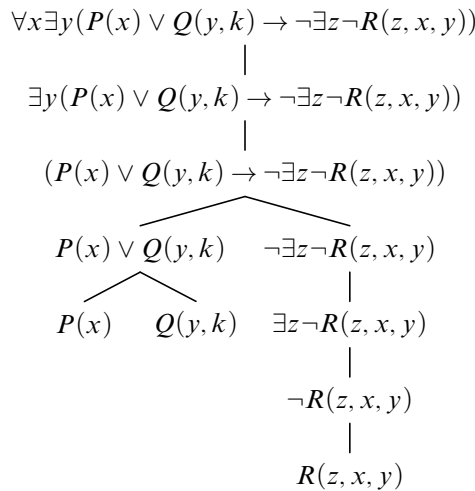 ∀x∃y(P(x) ∨ Q(y,k) → ¬∃z¬R(z,x,y))
∃y(P(x) ∨ Q(y,k) → ¬∃z¬R(z,x,y))
(P(x) ∨ Q(y,k) → ¬∃z¬R(z,x,y))
P(x) ∨ Q(y,k) ¬∃z¬R(z,x,y)
P(x) Q(y,k) ∃z¬R(z,x,y)
¬R(z,x,y)
R(z,x,y)